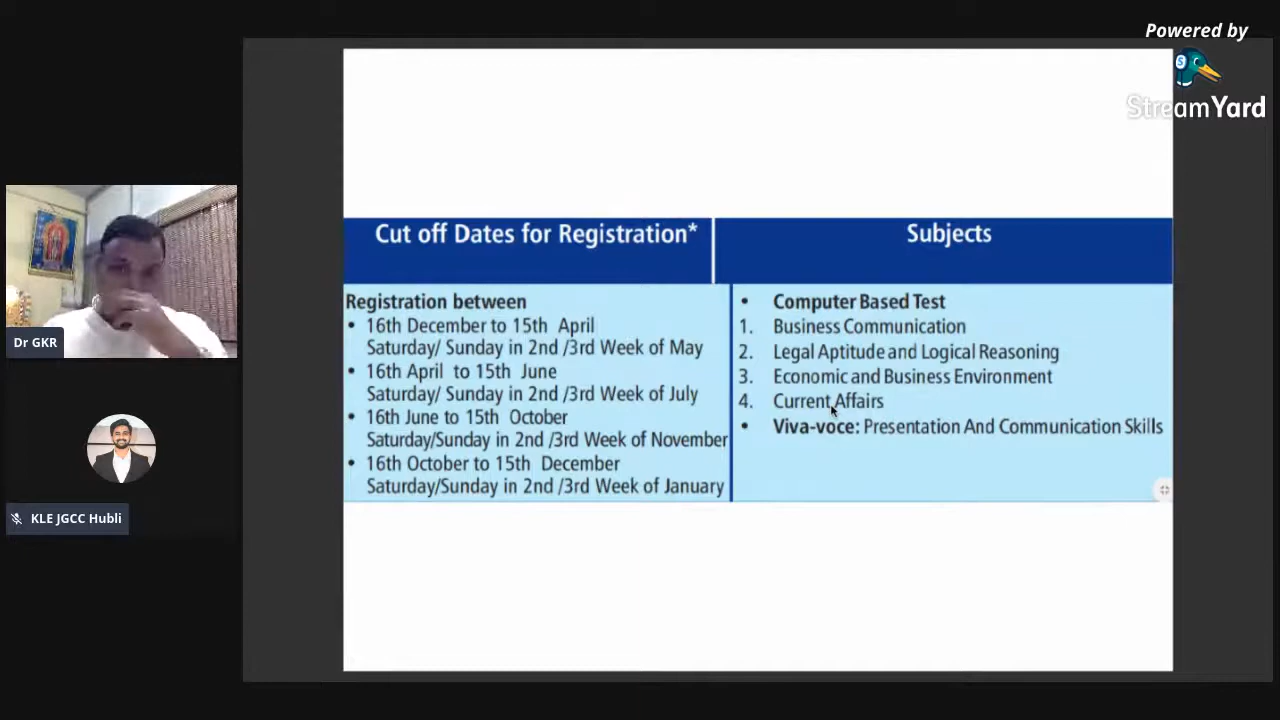 Powered by
StreamYard
Cut off Dates for Registration*
Subjects
Registration between
• 16th December to 15th April
Saturday/ Sunday in 2nd /3rd Week of May
• 16th April to 15th June
Saturday/ Sunday in 2nd /3rd Week of July
• 16th June to 15th October
Saturday/Sunday in 2nd /3rd Week of November
• 16th October to 15th December
Saturday/Sunday in 2nd /3rd Week of January
• Computer Based Test
1. Business Communication
2. Legal Aptitude and Logical Reasoning
3. Economic and Business Environment
4. Current Affairs
• Viva-voce: Presentation And Communication Skills
Dr GKR
KLE JGCC Hubli